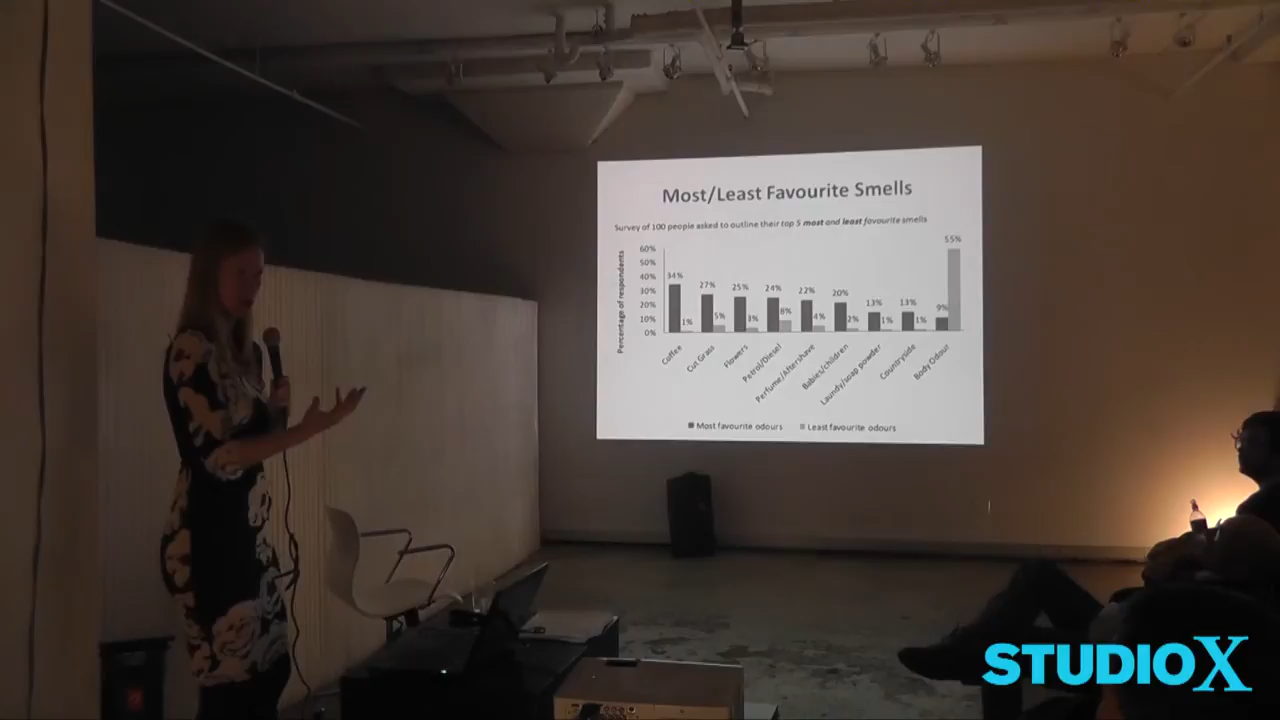 Most/Least Favourite Smells
Survey of 100 people asked to outline their top 5 most and least favourite smells
Percentage of respondents
60%
50%
40%
30%
20%
10%
0%
34%
1%
27%
5%
25%
3%
24%
8%
22%
4%
20%
2%
13%
1%
13%
1%
9%
55%
Coffee
Cut Grass
Flowers
Petrol/Diesel
Perfume/Aftershave
Babies/children
Laundy/soap powder
Countryside
Body Odour
Most favourite odours
Least favourite odours
STUDIOX